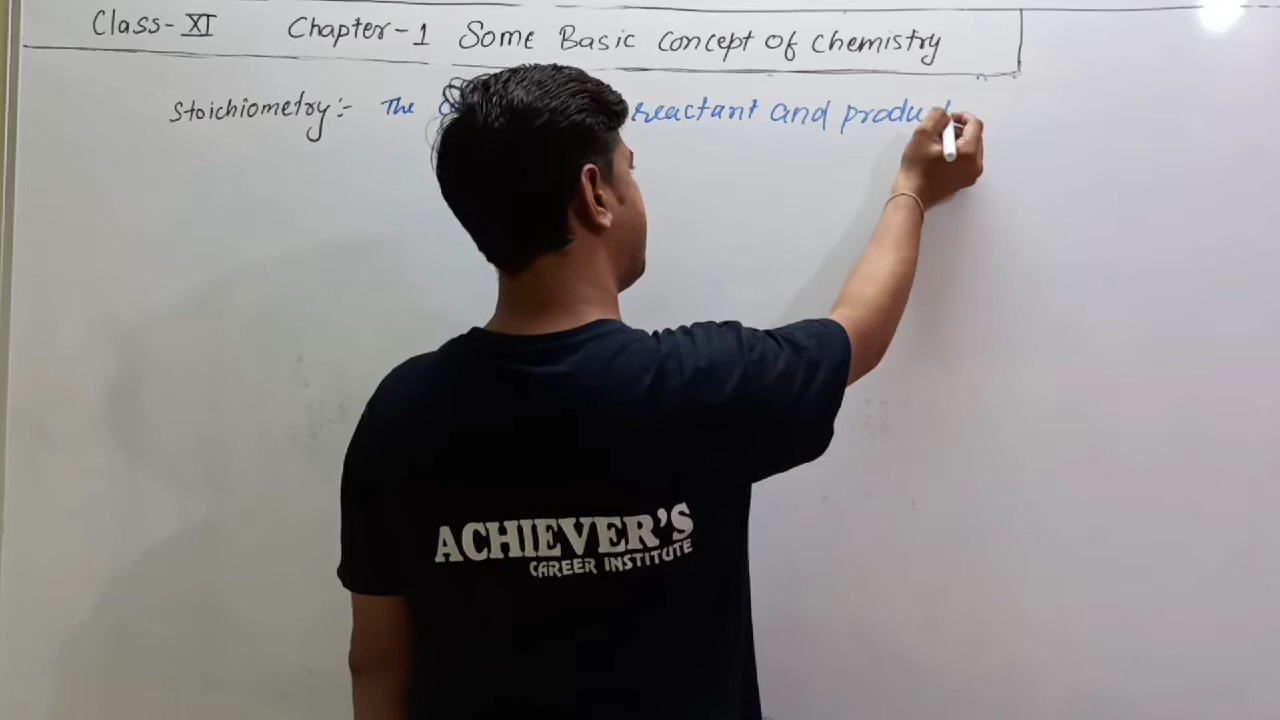 Class-XI Chapter-1 Some Basic Concept of Chemistry
Stoichiometry:- The reactant and produ
ACHIEVER'S
CAREER INSTITUTE